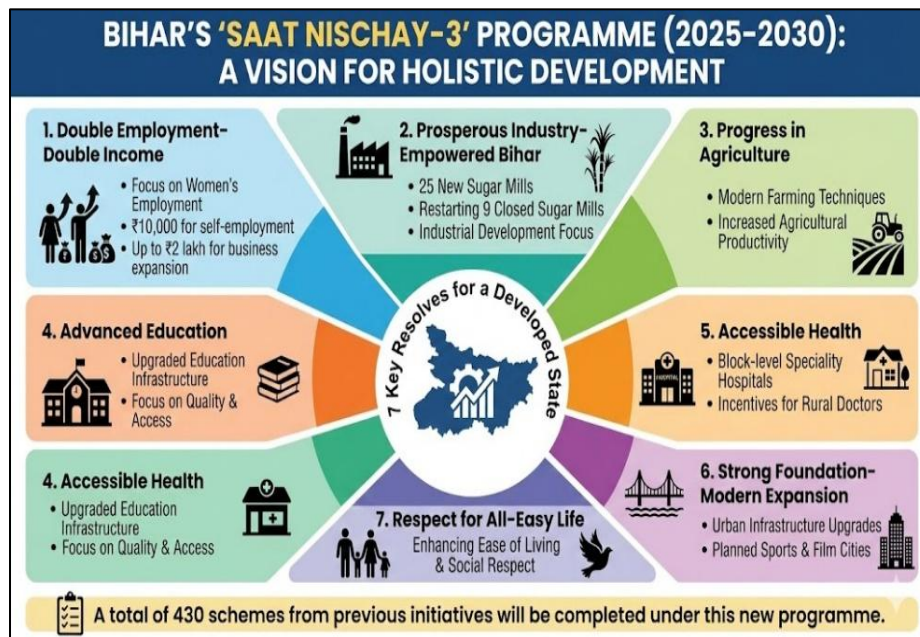 BIHAR'S 'SAAT NISCHAY-3' PROGRAMME (2025-2030):
A VISION FOR HOLISTIC DEVELOPMENT
1. Double Employment-
Double Income
• Focus on Women's
Employment
• ₹10,000 for self-employment
• Up to ₹2 lakh for business
expansion
2. Prosperous Industry-
Empowered Bihar
• 25 New Sugar Mills
• Restarting 9 Closed Sugar Mills
• Industrial Development Focus
3. Progress in
Agriculture
• Modern Farming Techniques
• Increased Agricultural
Productivity
4. Advanced Education
• Upgraded Education
Infrastructure
• Focus on Quality &
Access
7 Key Resolves for a Developed State
5. Accessible Health
HOSPITAL
• Block-level Speciality
Hospitals
• Incentives for Rural Doctors
4. Accessible Health
• Upgraded Education
Infrastructure
• Focus on Quality & Access
7. Respect for All-Easy Life
Enhancing Ease of Living
& Social Respect
6. Strong Foundation-
Modern Expansion
• Urban Infrastructure Upgrades
• Planned Sports & Film Cities
A total of 430 schemes from previous initiatives will be completed under this new programme.